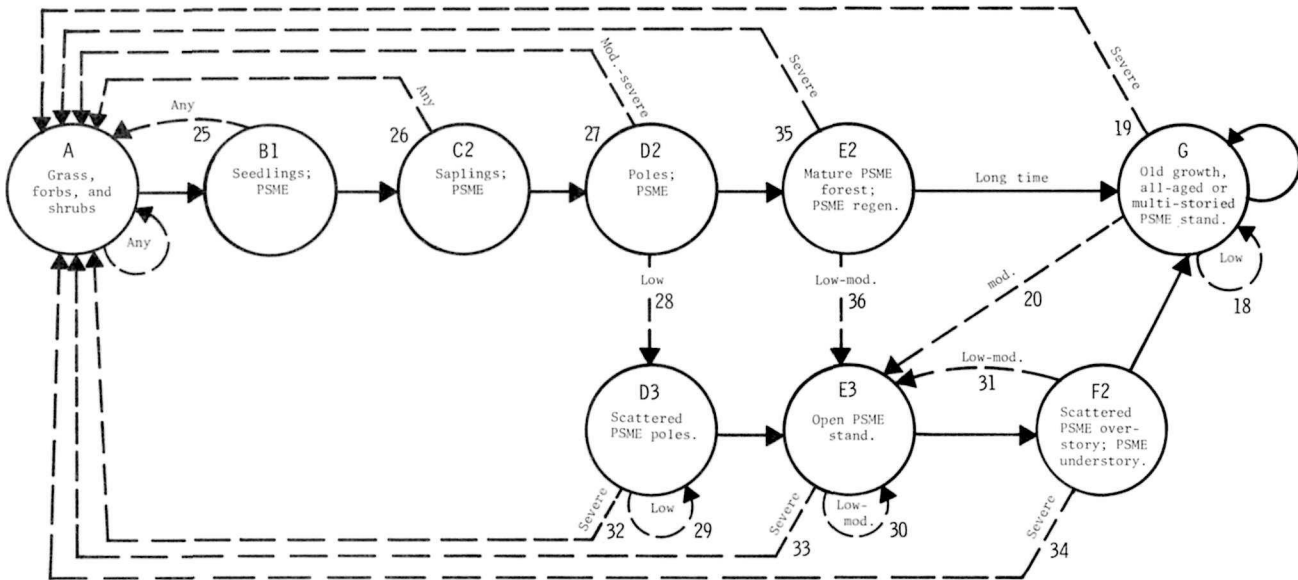 Severe
Severe
Mod.-severe
Any
Any
25
26
27
35
19
A
Grass,
forbs, and
shrubs
B1
Seedlings;
PSME
C2
Saplings;
PSME
D2
Poles;
PSME
E2
Mature PSME
forest;
PSME regen.
Long time
G
Old growth,
all-aged or
multi-storied
PSME stand.
Any
Low
28
Low-mod.
36
mod.
20
Low
18
D3
Scattered
PSME poles.
E3
Open PSME
stand.
Low-mod.
31
F2
Scattered
PSME over-
story; PSME
understory.
Severe
32
Low
29
Severe
33
Low-
mod.
30
Severe
34